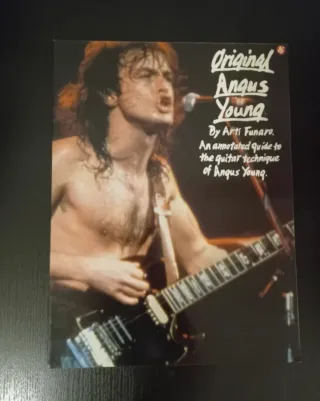 Original
Angus
Young
By Arti Funaro.
An annotated guide to
the guitar technique
of Angus Young.